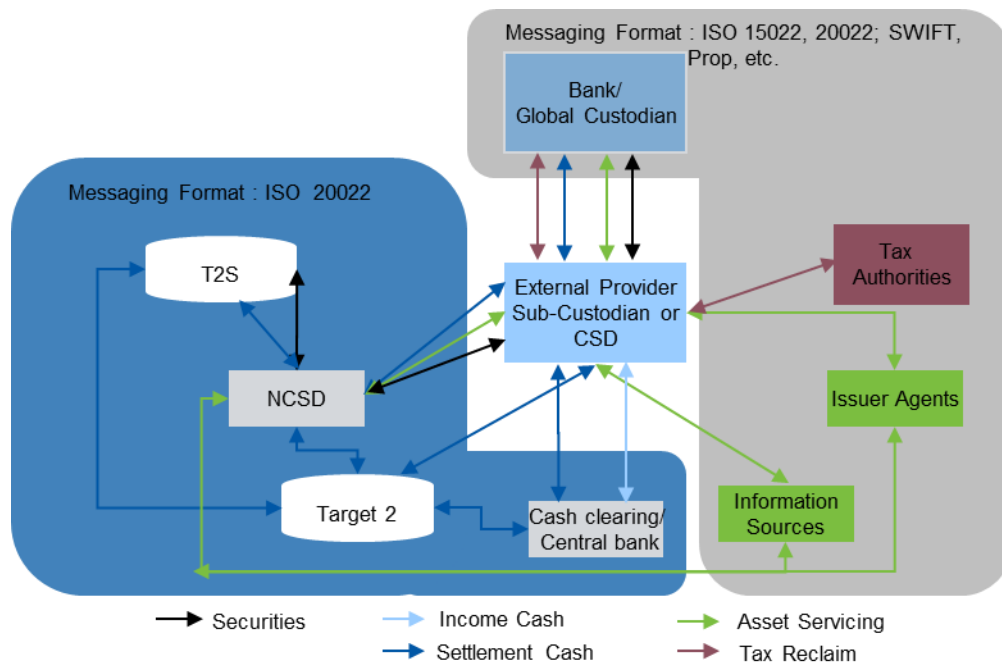 Messaging Format : ISO 15022, 20022; SWIFT,
Prop, etc.
Bank/
Global Custodian
Messaging Format : ISO 20022
T2S
External Provider
Sub-Custodian or
CSD
Tax
Authorities
NCSD
Issuer Agents
Target 2
Cash clearing/
Central bank
Information
Sources
Securities
Income Cash
Asset Servicing
Settlement Cash
Tax Reclaim